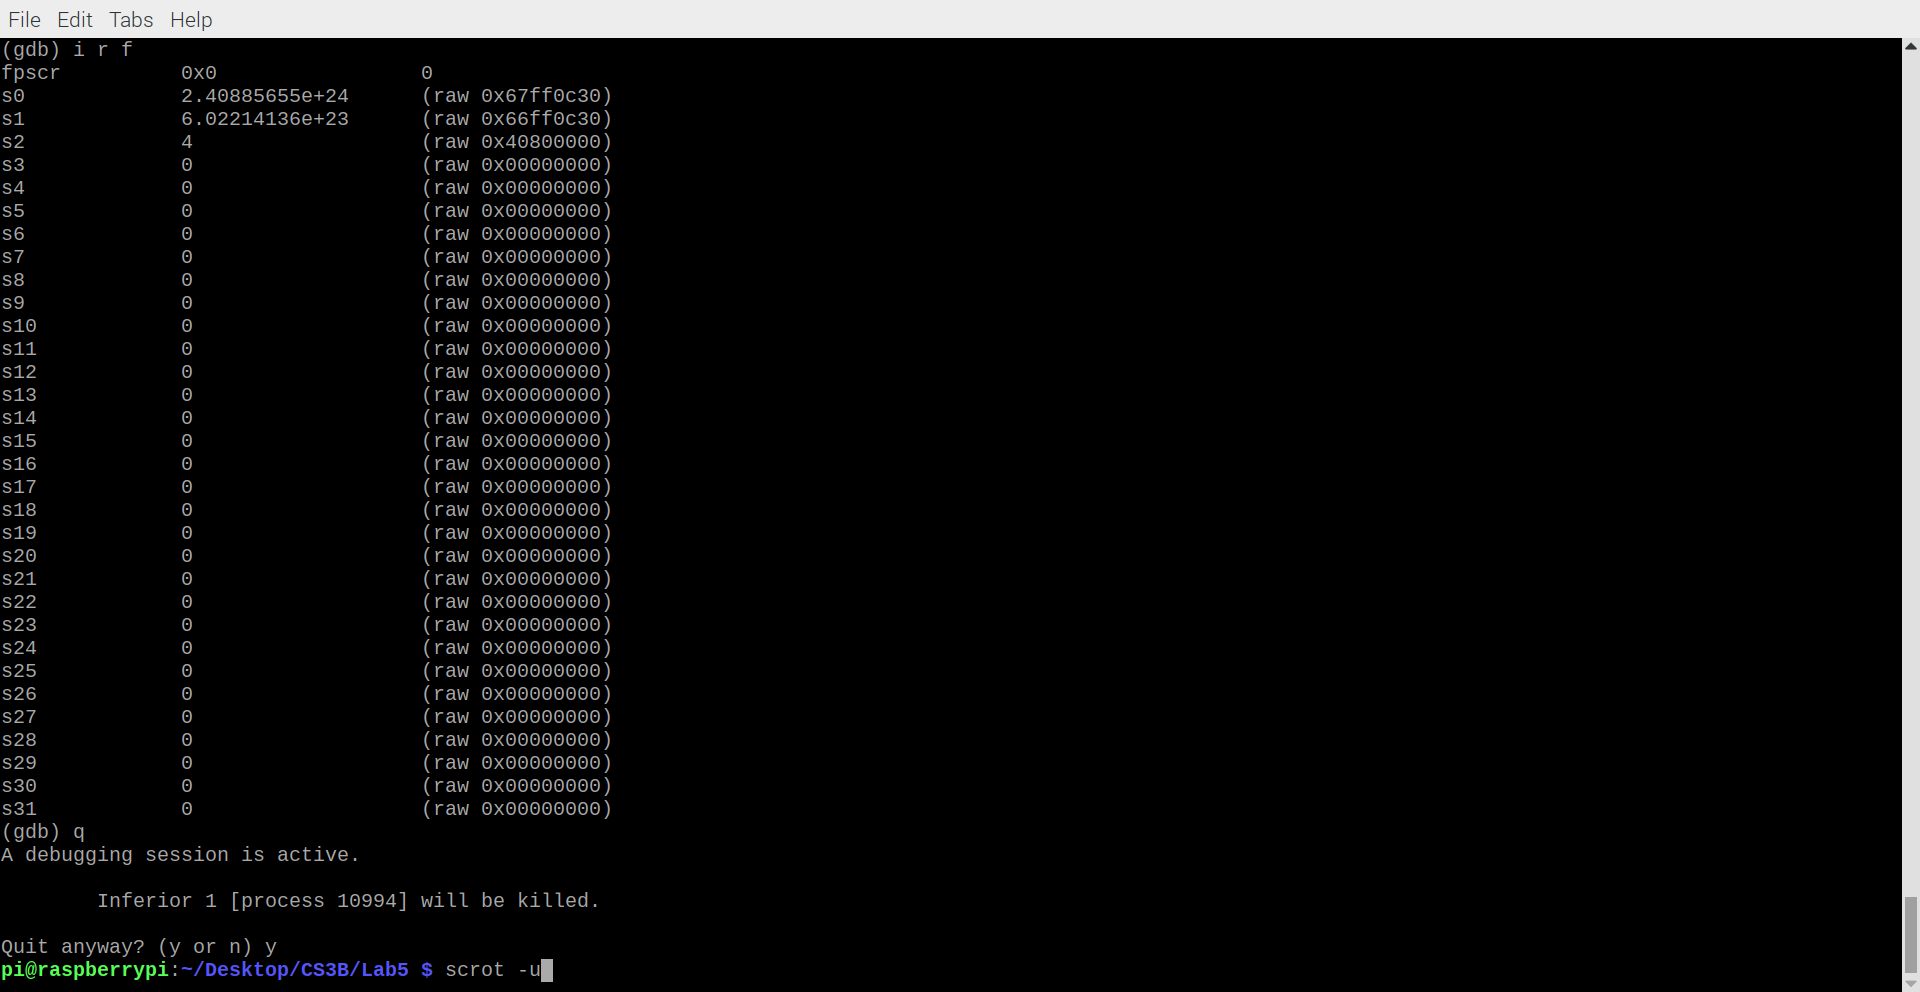 File Edit Tabs Help
(gdb) i r f
fpscr 0x0 0
s0 2.40885655e+24 (raw 0x67ff0c30)
s1 6.02214136e+23 (raw 0x66ff0c30)
s2 4 (raw 0x40800000)
s3 0 (raw 0x00000000)
s4 0 (raw 0x00000000)
s5 0 (raw 0x00000000)
s6 0 (raw 0x00000000)
s7 0 (raw 0x00000000)
s8 0 (raw 0x00000000)
s9 0 (raw 0x00000000)
s10 0 (raw 0x00000000)
s11 0 (raw 0x00000000)
s12 0 (raw 0x00000000)
s13 0 (raw 0x00000000)
s14 0 (raw 0x00000000)
s15 0 (raw 0x00000000)
s16 0 (raw 0x00000000)
s17 0 (raw 0x00000000)
s18 0 (raw 0x00000000)
s19 0 (raw 0x00000000)
s20 0 (raw 0x00000000)
s21 0 (raw 0x00000000)
s22 0 (raw 0x00000000)
s23 0 (raw 0x00000000)
s24 0 (raw 0x00000000)
s25 0 (raw 0x00000000)
s26 0 (raw 0x00000000)
s27 0 (raw 0x00000000)
s28 0 (raw 0x00000000)
s29 0 (raw 0x00000000)
s30 0 (raw 0x00000000)
s31 0 (raw 0x00000000)
(gdb) q
A debugging session is active.
Inferior 1 [process 10994] will be killed.
Quit anyway? (y or n) y
pi@raspberrypi:~/Desktop/CS3B/Lab5 $ scrot -u